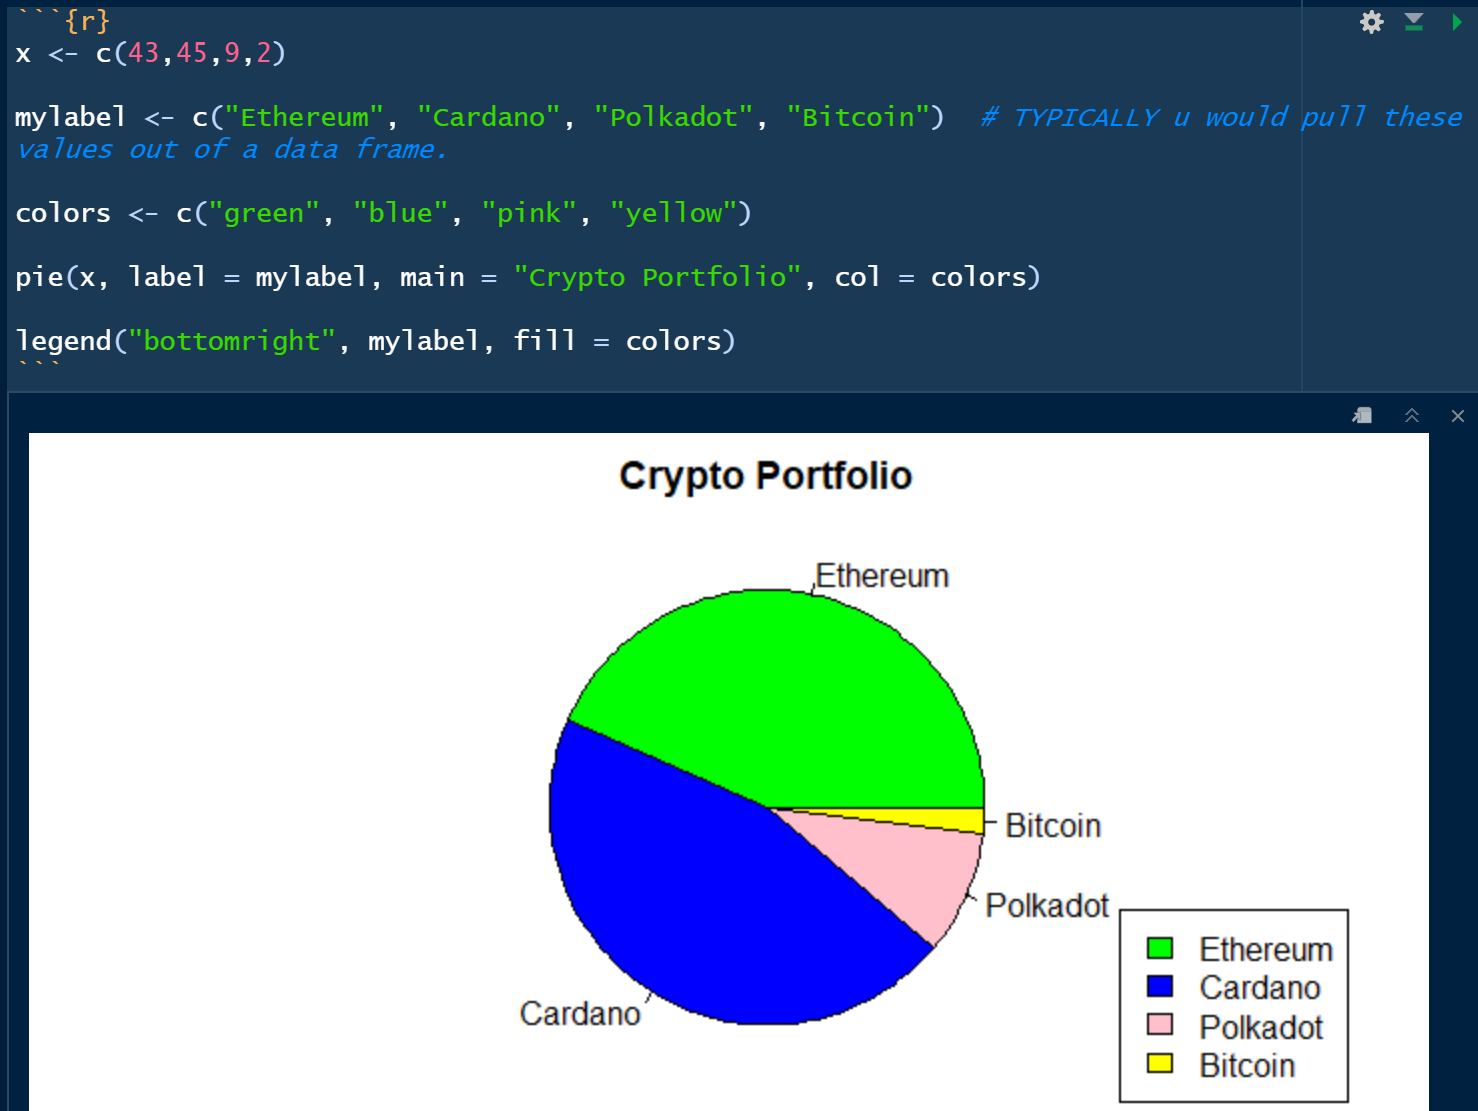 ```{r}
x <- c(43,45,9,2)
mylabel <- c("Ethereum", "Cardano", "Polkadot", "Bitcoin")  # TYPICALLY u would pull these
values out of a data frame.
colors <- c("green", "blue", "pink", "yellow")
pie(x, label = mylabel, main = "Crypto Portfolio", col = colors)
legend("bottomright", mylabel, fill = colors)
```
Crypto Portfolio
Ethereum
Bitcoin
Polkadot
Cardano
Ethereum
Cardano
Polkadot
Bitcoin